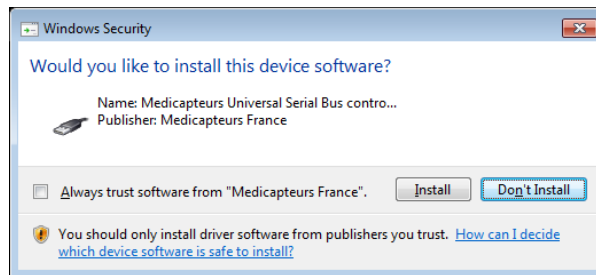 Windows Security
Would you like to install this device software?
Name: Medicapteurs Universal Serial Bus contro...
Publisher: Medicapteurs France
Always trust software from "Medicapteurs France".
Install
Don't Install
You should only install driver software from publishers you trust. How can I decide
which device software is safe to install?